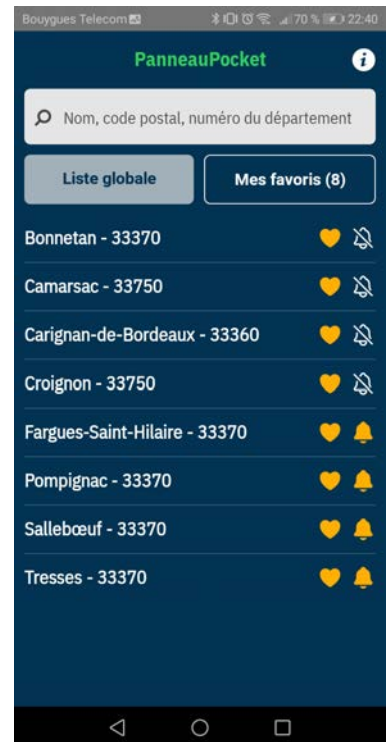 Bouygues Telecom 70 % 22:40
PanneauPocket
i
Nom, code postal, numéro du département
Liste globale
Mes favoris (8)
Bonnetan - 33370
Camarsac - 33750
Carignan-de-Bordeaux - 33360
Croignon - 33750
Fargues-Saint-Hilaire - 33370
Pompignac - 33370
Sallebœuf - 33370
Tresses - 33370